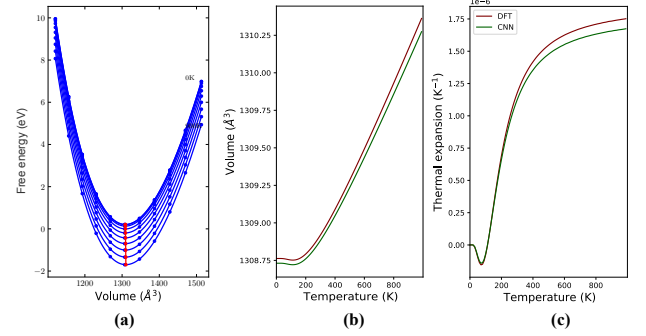 10
8
6
4
2
0
−2
Free energy (eV)
0K
1200
1300
1400
1500
Volume (Å³)
(a)
1310.25
1310.00
1309.75
1309.50
1309.25
1309.00
1308.75
Volume (Å³)
0
200
400
600
800
Temperature (K)
(b)
1e−6
1.75
1.50
1.25
1.00
0.75
0.50
0.25
0.00
Thermal expansion (K⁻¹)
DFT
CNN
0
200
400
600
800
Temperature (K)
(c)